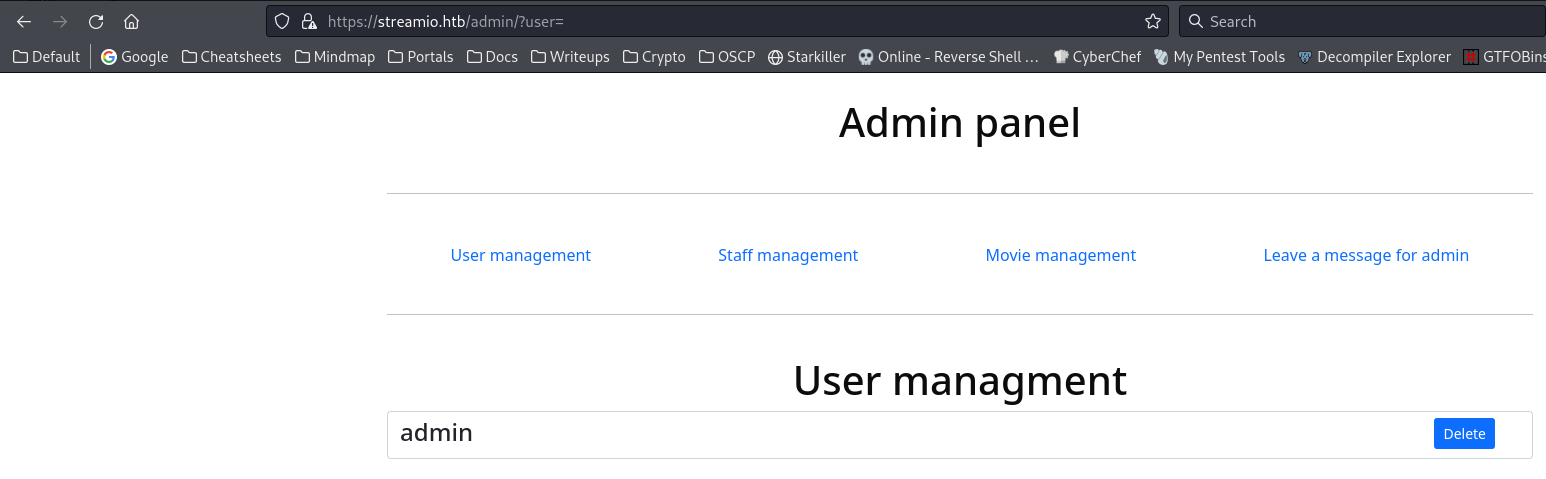 https://streamio.htb/admin/?user=
Search
Default Google Cheatsheets Mindmap Portals Docs Writeups Crypto OSCP Starkiller Online - Reverse Shell ... CyberChef My Pentest Tools Decompiler Explorer GTFOBins
Admin panel
User management Staff management Movie management Leave a message for admin
User managment
admin Delete